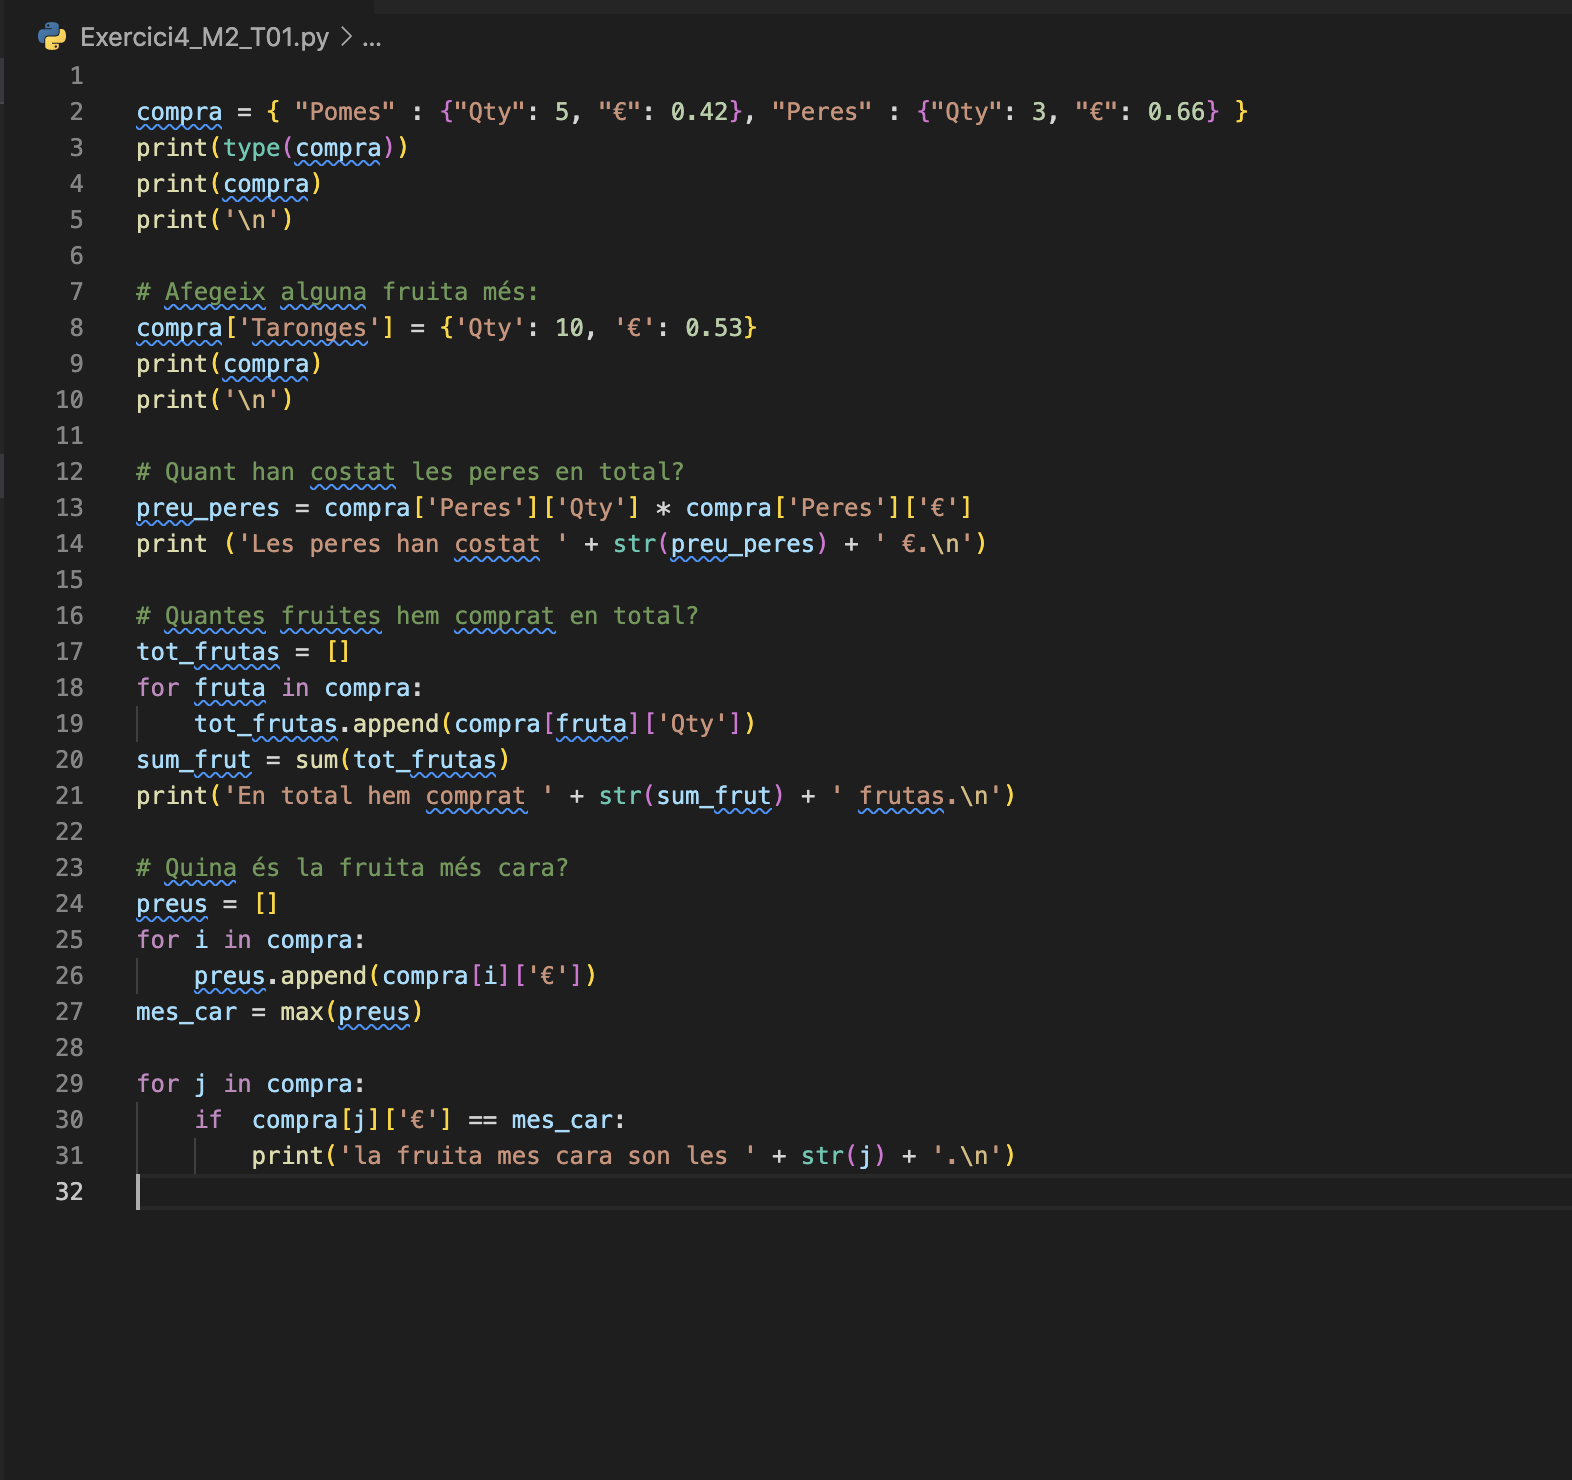 Exercici4_M2_T01.py > ...
1
2 compra = { "Pomes" : {"Qty": 5, "€": 0.42}, "Peres" : {"Qty": 3, "€": 0.66} }
3 print(type(compra))
4 print(compra)
5 print('\n')
6
7 # Afegeix alguna fruita més:
8 compra['Taronges'] = {'Qty': 10, '€': 0.53}
9 print(compra)
10 print('\n')
11
12 # Quant han costat les peres en total?
13 preu_peres = compra['Peres']['Qty'] * compra['Peres']['€']
14 print ('Les peres han costat ' + str(preu_peres) + ' €.\n')
15
16 # Quantes fruites hem comprat en total?
17 tot_frutas = []
18 for fruta in compra:
19     tot_frutas.append(compra[fruta]['Qty'])
20 sum_frut = sum(tot_frutas)
21 print('En total hem comprat ' + str(sum_frut) + ' frutas.\n')
22
23 # Quina és la fruita més cara?
24 preus = []
25 for i in compra:
26     preus.append(compra[i]['€'])
27 mes_car = max(preus)
28
29 for j in compra:
30     if  compra[j]['€'] == mes_car:
31         print('la fruita mes cara son les ' + str(j) + '.\n')
32